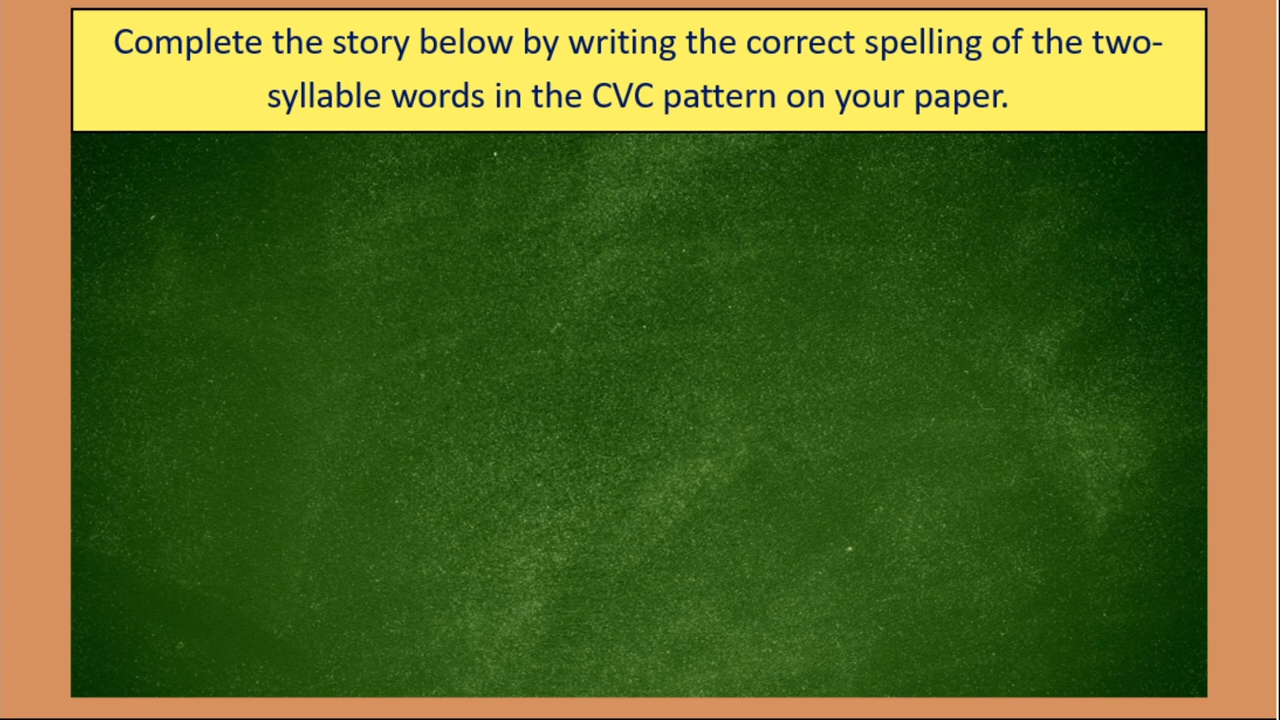 Complete the story below by writing the correct spelling of the two-
syllable words in the CVC pattern on your paper.